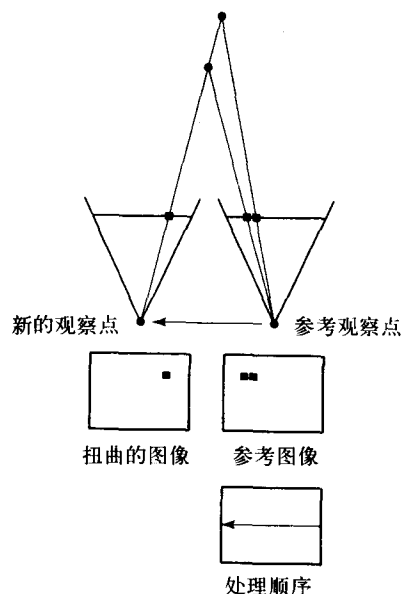 新的观察点
参考观察点
扭曲的图像
参考图像
处理顺序